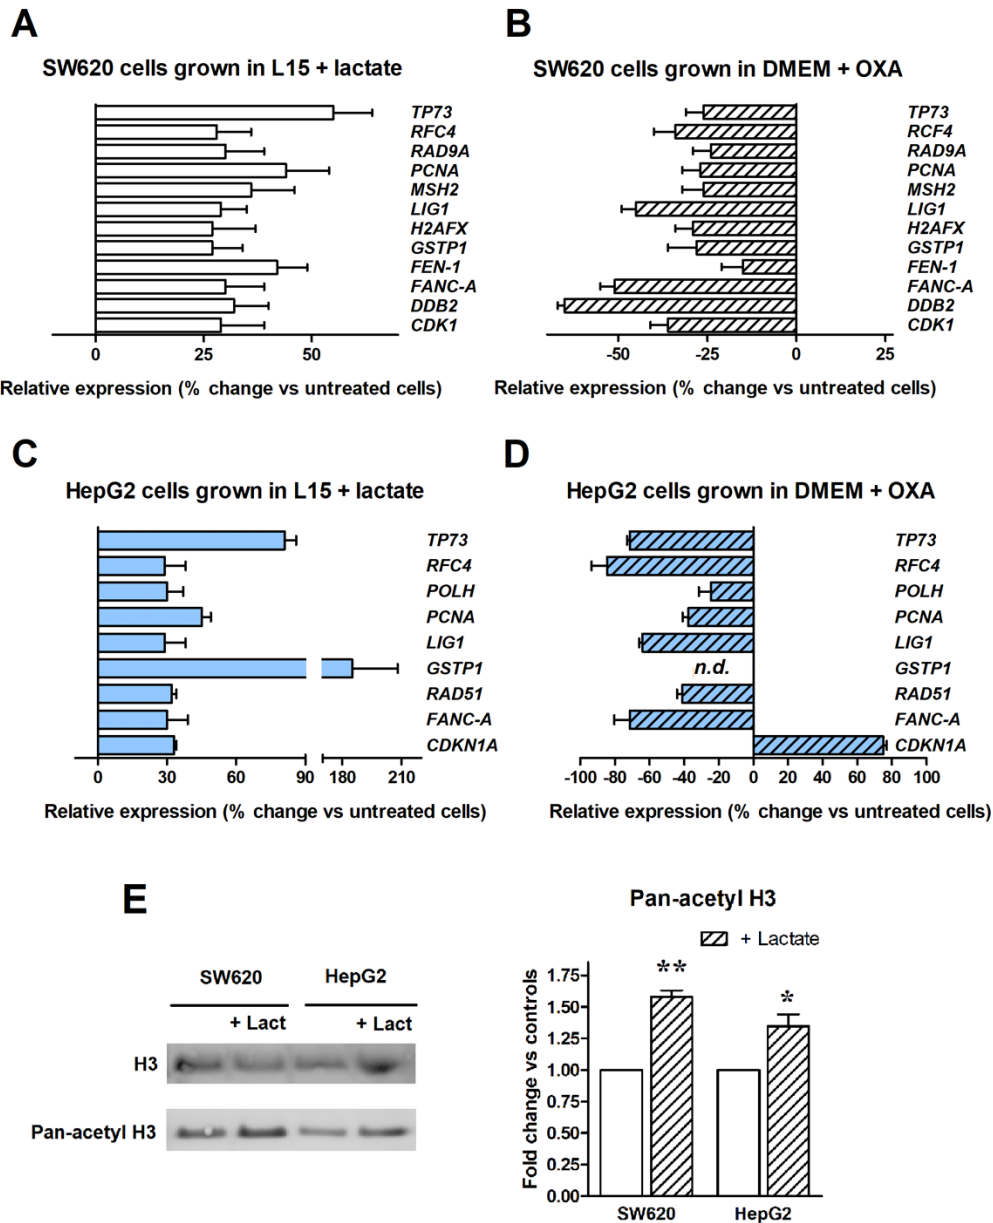 A
SW620 cells grown in L15 + lactate
TP73
RFC4
RAD9A
PCNA
MSH2
LIG1
H2AFX
GSTP1
FEN-1
FANC-A
DDB2
CDK1
0 25 50
Relative expression (% change vs untreated cells)
B
SW620 cells grown in DMEM + OXA
TP73
RCF4
RAD9A
PCNA
MSH2
LIG1
H2AFX
GSTP1
FEN-1
FANC-A
DDB2
CDK1
-50 -25 0 25
Relative expression (% change vs untreated cells)
C
HepG2 cells grown in L15 + lactate
TP73
RFC4
POLH
PCNA
LIG1
GSTP1
RAD51
FANC-A
CDKN1A
0 30 60 90 180 210
Relative expression (% change vs untreated cells)
D
HepG2 cells grown in DMEM + OXA
TP73
RFC4
POLH
PCNA
LIG1
n.d. GSTP1
RAD51
FANC-A
CDKN1A
-100 -80 -60 -40 -20 0 20 40 60 80 100
Relative expression (% change vs untreated cells)
E
SW620 HepG2
+ Lact + Lact
H3
Pan-acetyl H3
Pan-acetyl H3
+ Lactate
Fold change vs controls
1.75
1.50
1.25
1.00
0.75
0.50
0.25
0.00
** *
SW620 HepG2